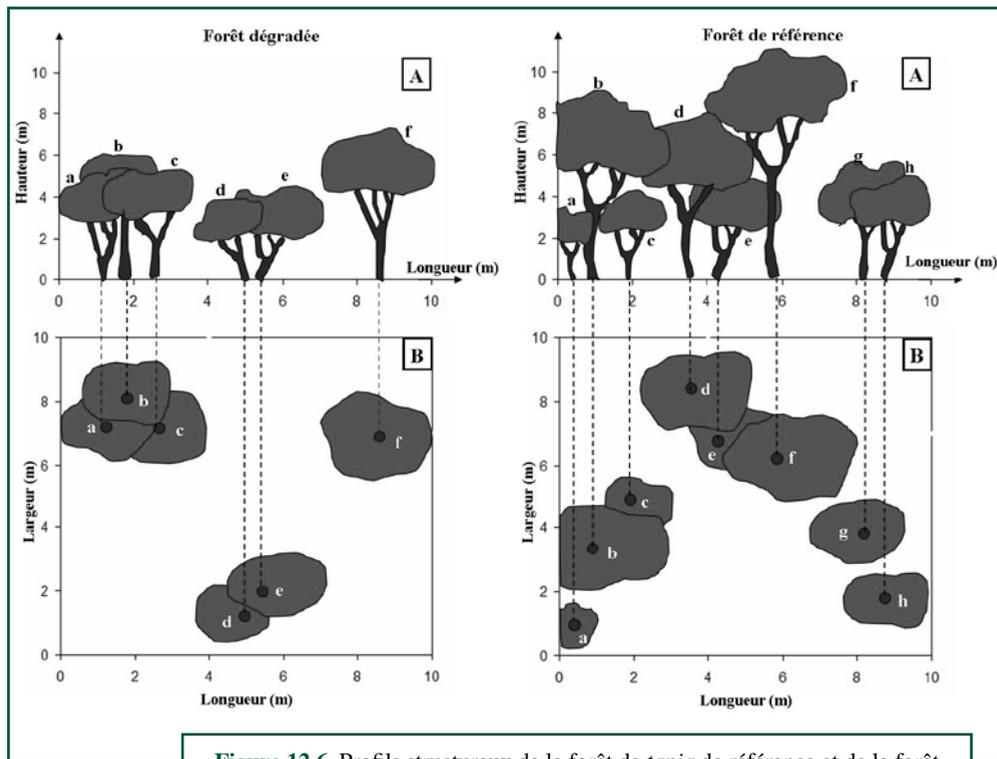 Forêt dégradée
A
Hauteur (m)
10
8
6
4
2
0
a
b
c
d
e
f
Longueur (m)
0
2
4
6
8
10
B
Largeur (m)
10
8
6
4
2
0
a
b
c
d
e
f
0
2
4
6
8
10
Longueur (m)
Forêt de référence
A
Hauteur (m)
10
8
6
4
2
0
a
b
c
d
e
f
g
h
Longueur (m)
0
2
4
6
8
10
B
Largeur (m)
10
8
6
4
2
0
a
b
c
d
e
f
g
h
0
2
4
6
8
10
Longueur (m)
Figure 12.6 Profils structuraux de la forêt de tapia de référence et de la forêt